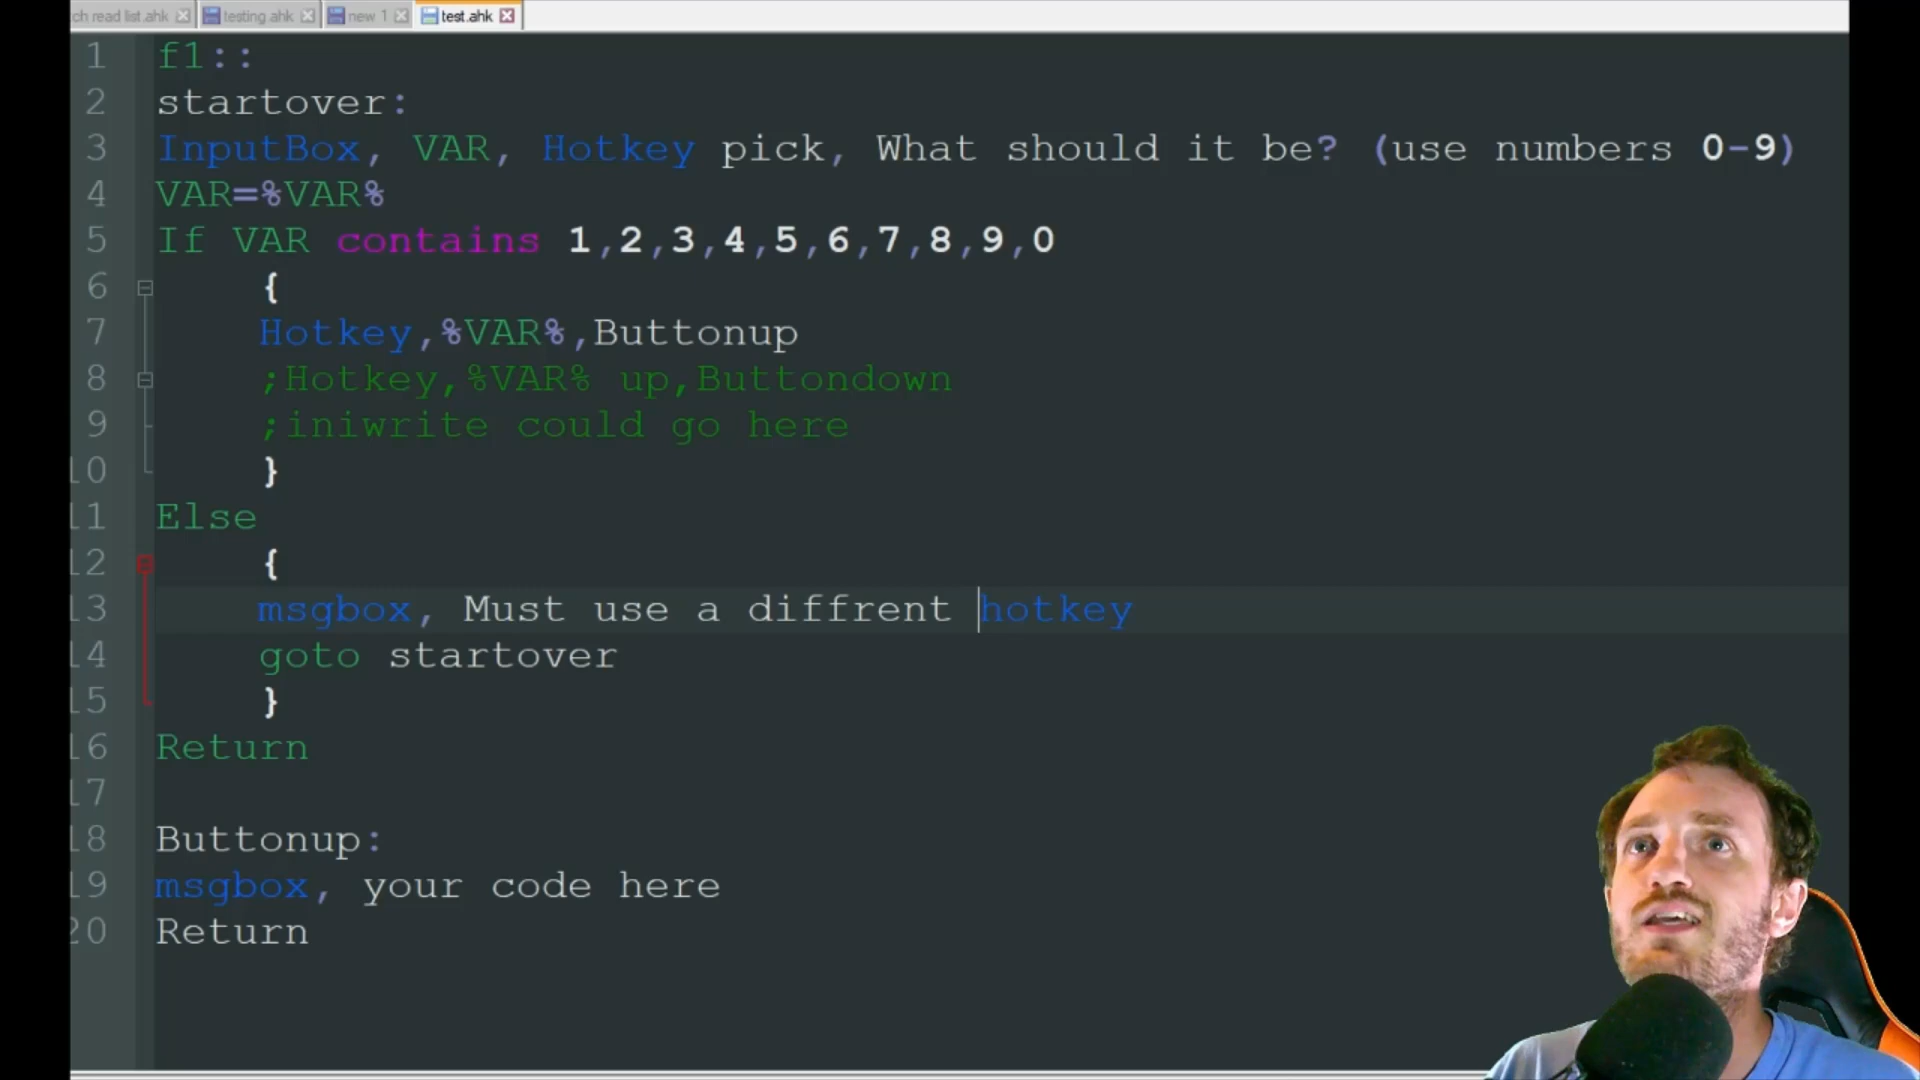 ch read list.ahk testing.ahk new 1 test.ahk
1 f1::
2 startover:
3 InputBox, VAR, Hotkey pick, What should it be? (use numbers 0-9)
4 VAR=%VAR%
5 If VAR contains 1,2,3,4,5,6,7,8,9,0
6 {
7 Hotkey,%VAR%,Buttonup
8 ;Hotkey,%VAR% up,Buttondown
9 ;iniwrite could go here
10 }
11 Else
12 {
13 msgbox, Must use a diffrent hotkey
14 goto startover
15 }
16 Return
17
18 Buttonup:
19 msgbox, your code here
20 Return